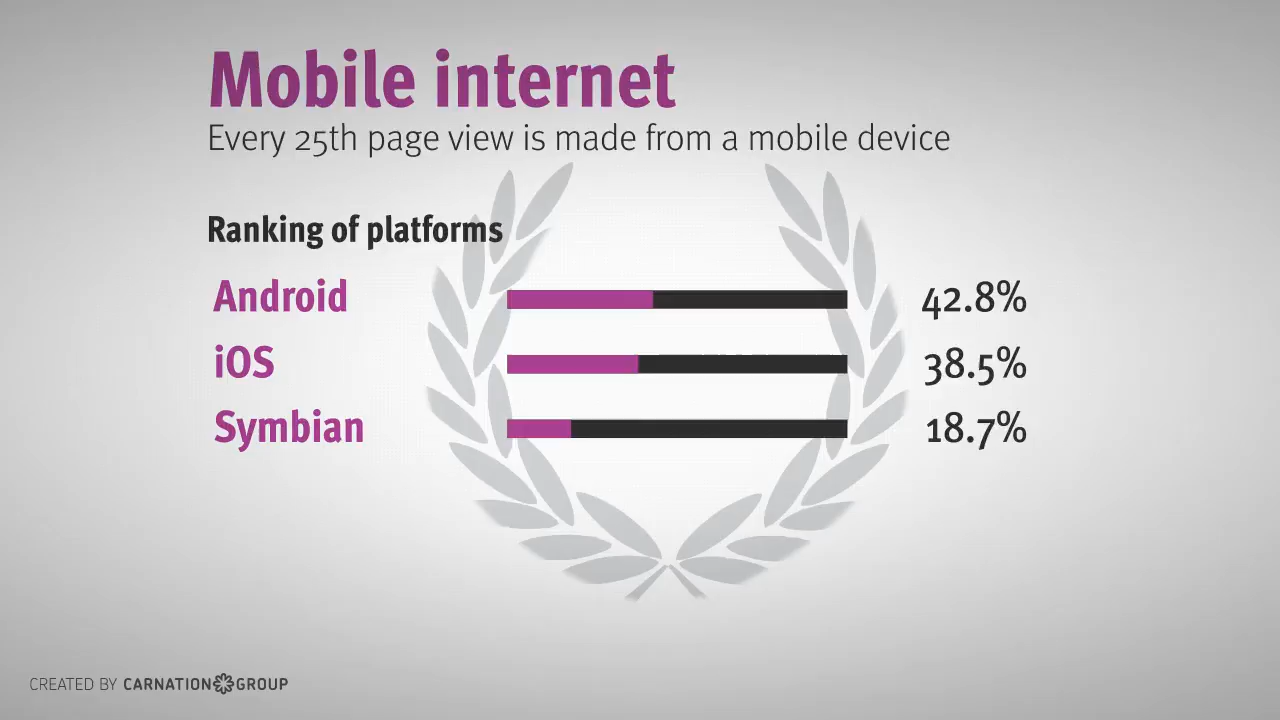 Mobile internet
Every 25th page view is made from a mobile device
Ranking of platforms
Android 42.8%
iOS 38.5%
Symbian 18.7%
CREATED BY CARNATION GROUP